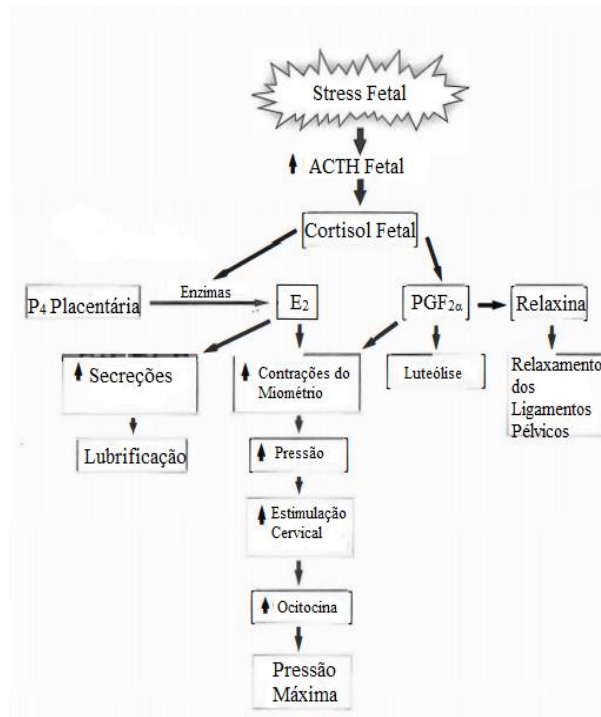 Stress Fetal
ACTH Fetal
Cortisol Fetal
P₄ Placentária
Enzimas
E₂
PGF₂α
Relaxina
Secreções
Contrações do
Miométrio
Luteólise
Relaxamento
dos
Ligamentos
Pélvicos
Lubrificação
Pressão
Estimulação
Cervical
Ocitocina
Pressão
Máxima